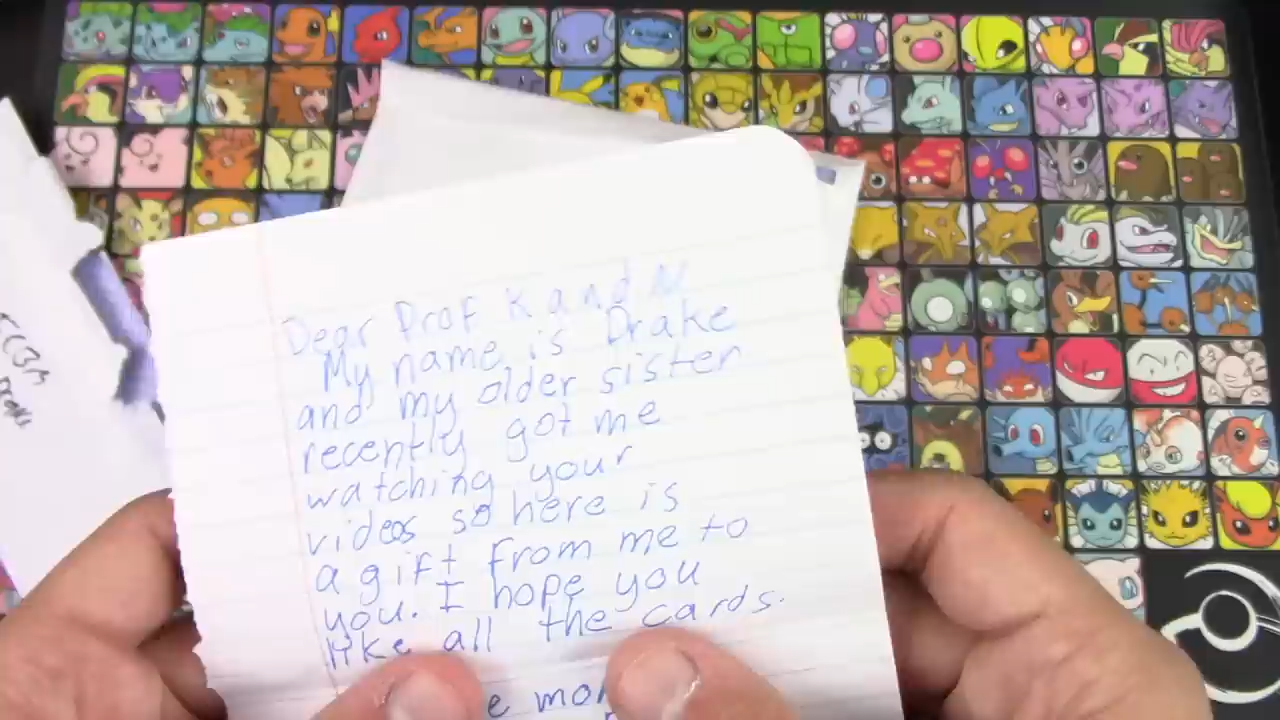 Dear Prof K and N
My name is Drake
and my older sister
recently got me
watching your
videos so here is
a gift from me to
you. I hope you
like all the cards.